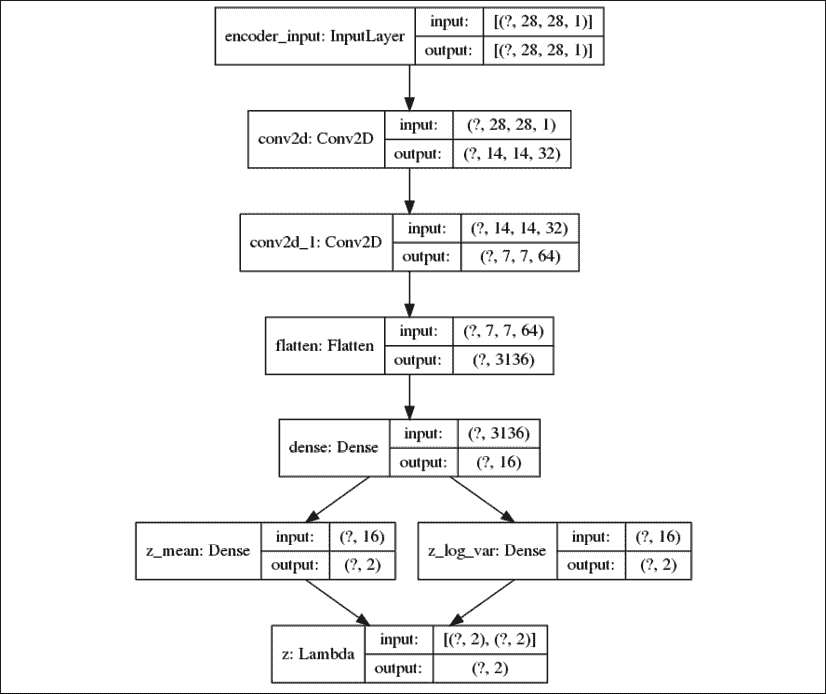 encoder_input: InputLayer
input: [(?, 28, 28, 1)]
output: [(?, 28, 28, 1)]
conv2d: Conv2D
input: (?, 28, 28, 1)
output: (?, 14, 14, 32)
conv2d_1: Conv2D
input: (?, 14, 14, 32)
output: (?, 7, 7, 64)
flatten: Flatten
input: (?, 7, 7, 64)
output: (?, 3136)
dense: Dense
input: (?, 3136)
output: (?, 16)
z_mean: Dense
input: (?, 16)
output: (?, 2)
z_log_var: Dense
input: (?, 16)
output: (?, 2)
z: Lambda
input: [(?, 2), (?, 2)]
output: (?, 2)